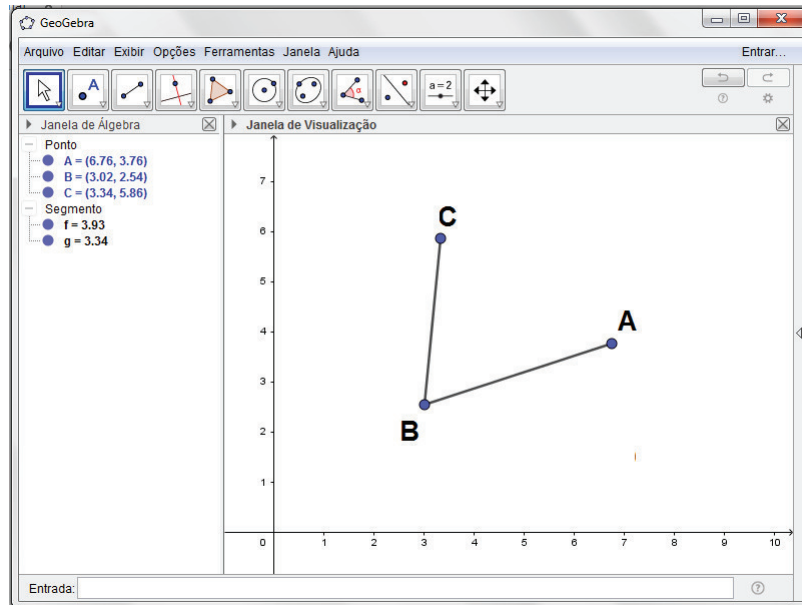 GeoGebra
Arquivo Editar Exibir Opções Ferramentas Janela Ajuda
Entrar...
A
α
a=2
Janela de Álgebra
Janela de Visualização
Ponto
A = (6.76, 3.76)
B = (3.02, 2.54)
C = (3.34, 5.86)
Segmento
f = 3.93
g = 3.34
7
6
5
4
3
2
1
C
A
B
0 1 2 3 4 5 6 7 8 9 10
Entrada: